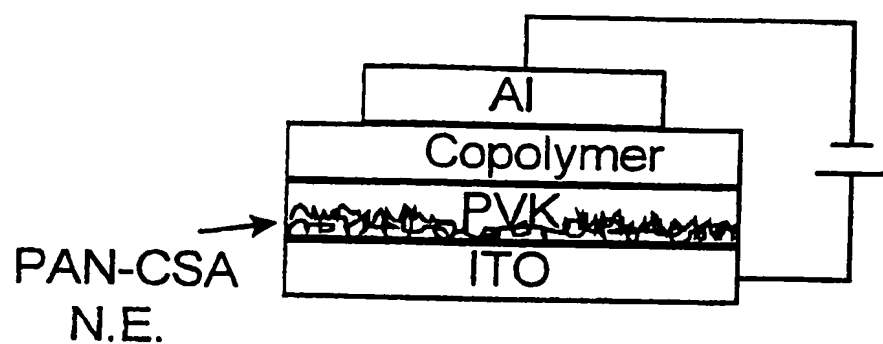 Al
Copolymer
PVK
PAN-CSA
N.E.
ITO